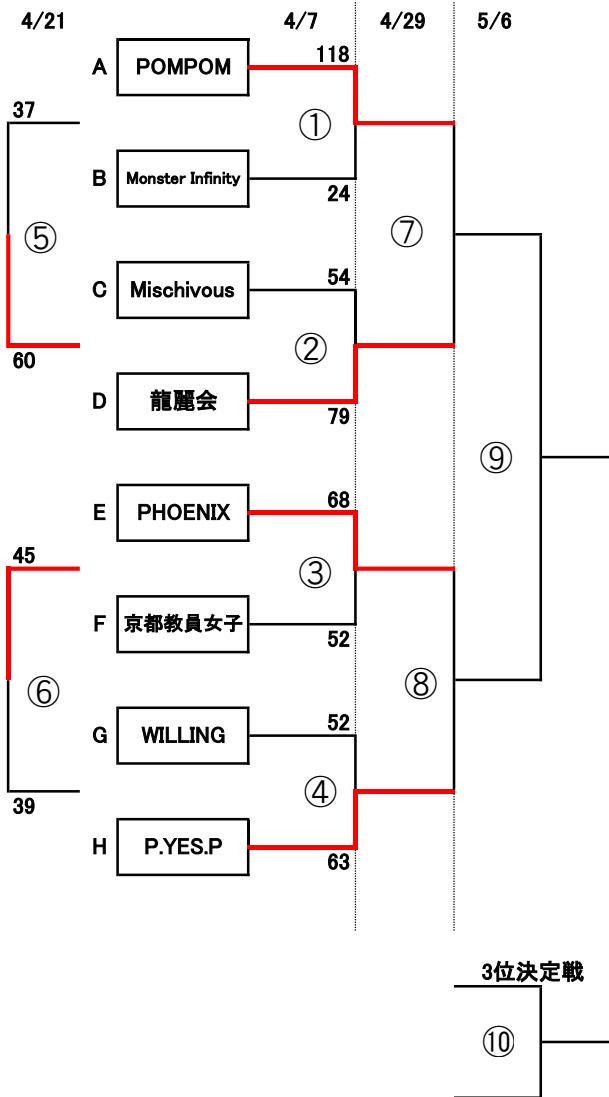 4/21 4/7 4/29 5/6
A POMPOM 118
37
①
B Monster Infinity
24
⑤ ⑦
C Mischivous 54
②
60
D 龍麗会
79
⑨
E PHOENIX 68
45
③
F 京都教員女子
52
⑥ ⑧
G WILLING 52
④
39
H P.YES.P
63
3位決定戦
⑩